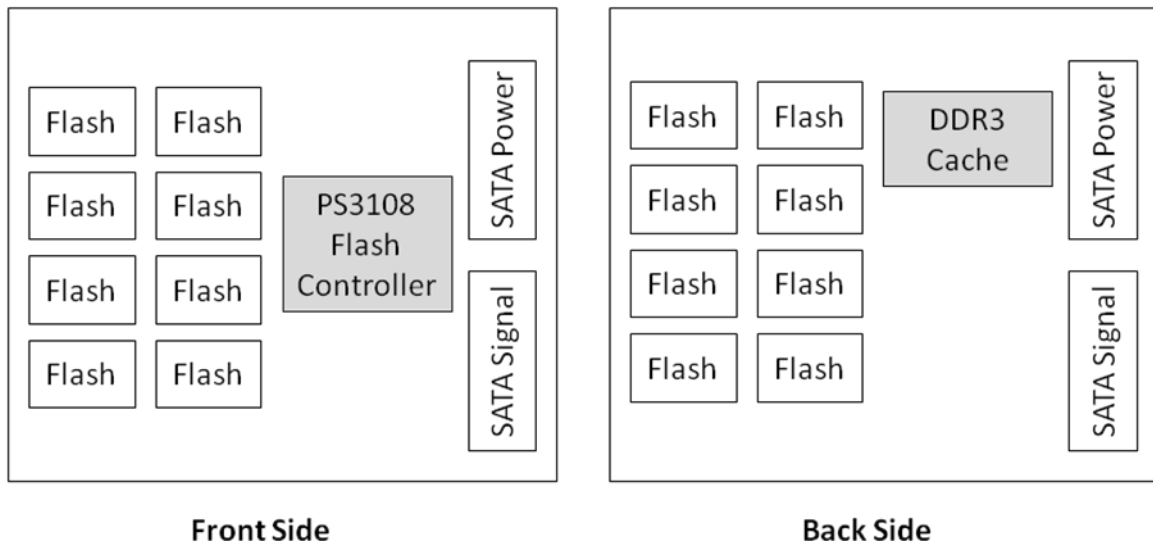 Flash Flash
Flash Flash
Flash Flash
Flash Flash
PS3108
Flash
Controller
SATA Power
SATA Signal
Front Side
Flash Flash
Flash Flash
Flash Flash
Flash Flash
DDR3
Cache
SATA Power
SATA Signal
Back Side